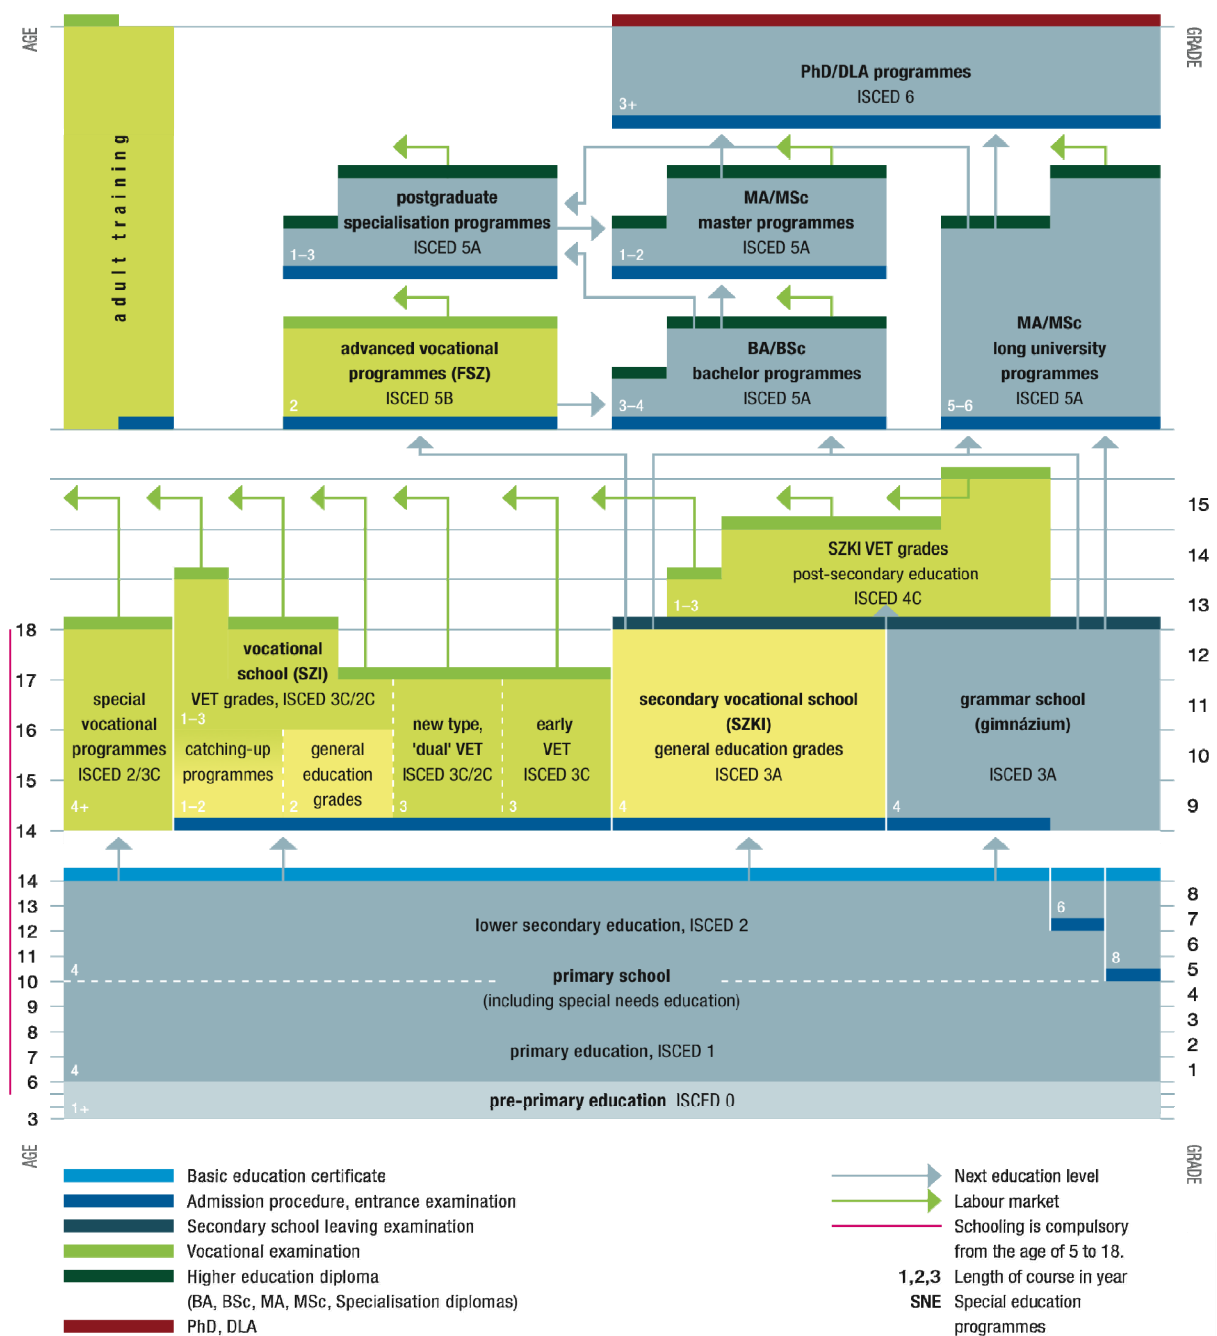 AGE
GRADE
PhD/DLA programmes
ISCED 6
3+
adult training
postgraduate
specialisation programmes
ISCED 5A
1–3
MA/MSc
master programmes
ISCED 5A
1–2
advanced vocational
programmes (FSZ)
ISCED 5B
2
BA/BSc
bachelor programmes
ISCED 5A
3–4
MA/MSc
long university
programmes
ISCED 5A
5–6
15
14
13
SZKI VET grades
post-secondary education
ISCED 4C
1–3
18
17
16
15
14
12
11
10
9
special
vocational
programmes
ISCED 2/3C
4+
vocational
school (SZI)
VET grades, ISCED 3C/2C
1–3
catching-up
programmes
1–2
general
education
grades
2
new type,
'dual' VET
ISCED 3C/2C
3
early
VET
ISCED 3C
3
secondary vocational school
(SZKI)
general education grades
ISCED 3A
4
grammar school
(gimnázium)
ISCED 3A
4
14
13
12
11
10
9
8
7
6
3
8
7
6
5
4
3
2
1
6
8
lower secondary education, ISCED 2
4
primary school
(including special needs education)
primary education, ISCED 1
4
pre-primary education ISCED 0
1+
AGE
GRADE
Basic education certificate
Admission procedure, entrance examination
Secondary school leaving examination
Vocational examination
Higher education diploma
(BA, BSc, MA, MSc, Specialisation diplomas)
PhD, DLA
Next education level
Labour market
Schooling is compulsory
from the age of 5 to 18.
1,2,3 Length of course in year
SNE Special education
programmes